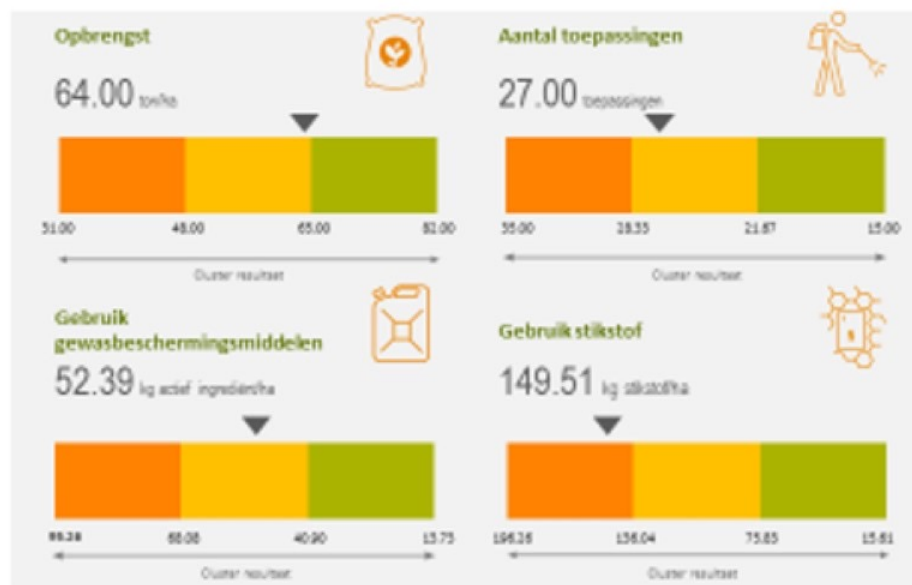 Opbrengst
64.00 ton/ha
31.00 48.00 65.00 82.00
Cluster resultaat
Aantal toepassingen
27.00 toepassingen
35.00 28.33 21.67 15.00
Cluster resultaat
Gebruik
gewasbeschermingsmiddelen
52.39 kg actief ingrediënt/ha
68.08 40.90 13.73
Cluster resultaat
Gebruik stikstof
149.51 kg stikstof/ha
196.26 136.04 75.83 15.61
Cluster resultaat